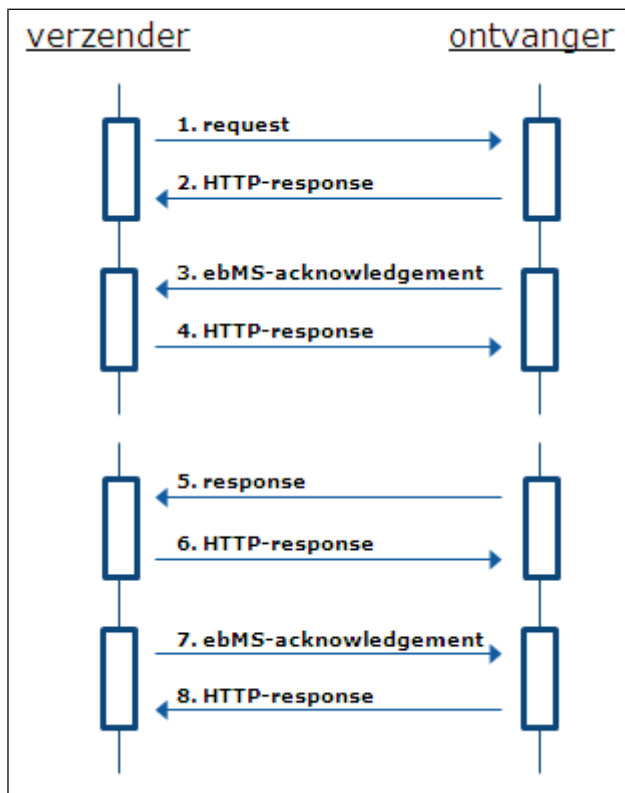 verzender ontvanger
1. request
2. HTTP-response
3. ebMS-acknowledgement
4. HTTP-response
5. response
6. HTTP-response
7. ebMS-acknowledgement
8. HTTP-response